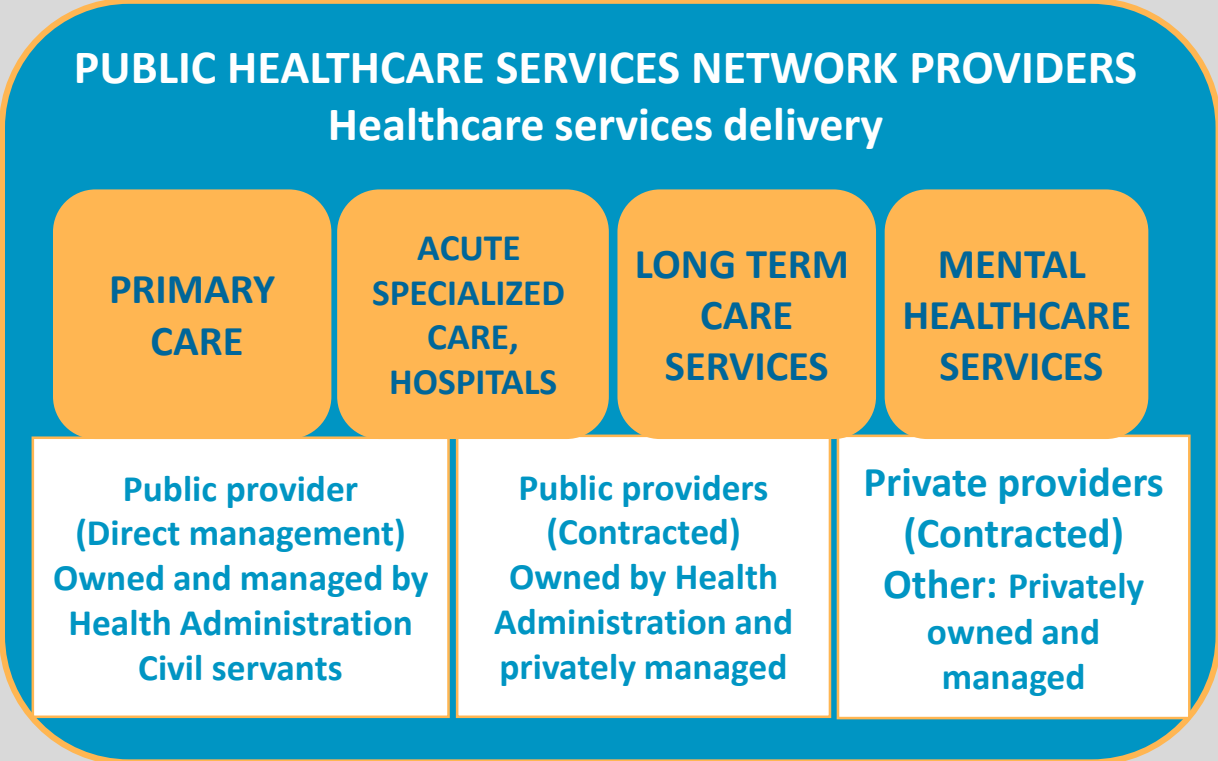 PUBLIC HEALTHCARE SERVICES NETWORK PROVIDERS
Healthcare services delivery
PRIMARY
CARE
ACUTE
SPECIALIZED
CARE,
HOSPITALS
LONG TERM
CARE
SERVICES
MENTAL
HEALTHCARE
SERVICES
Public provider
(Direct management)
Owned and managed by
Health Administration
Civil servants
Public providers
(Contracted)
Owned by Health
Administration and
privately managed
Private providers
(Contracted)
Other: Privately
owned and
managed